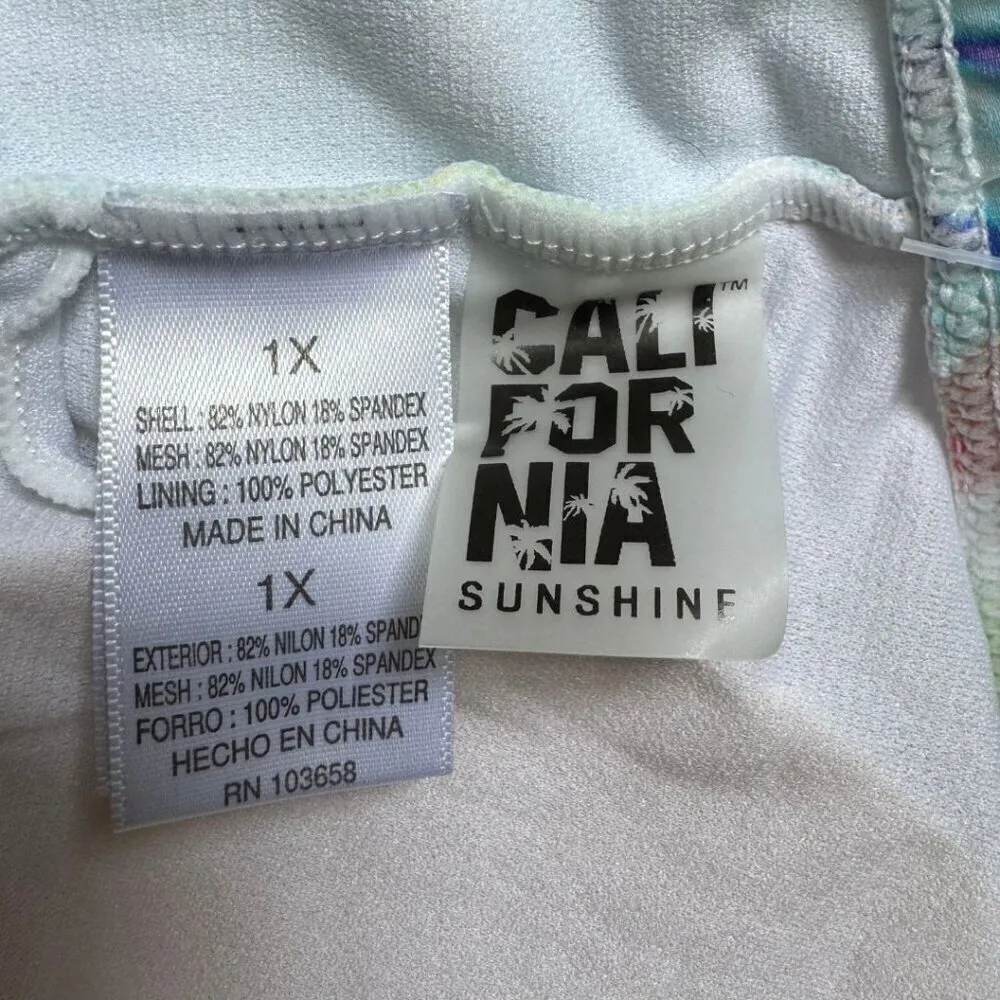 1X
SHELL : 82% NYLON 18% SPANDEX
MESH : 82% NYLON 18% SPANDEX
LINING : 100% POLYESTER
MADE IN CHINA
1X
EXTERIOR : 82% NILON 18% SPAND
MESH : 82% NILON 18% SPANDEX
FORRO : 100% POLIESTER
HECHO EN CHINA
RN 103658
CALI™
FOR
NIA
SUNSHINE